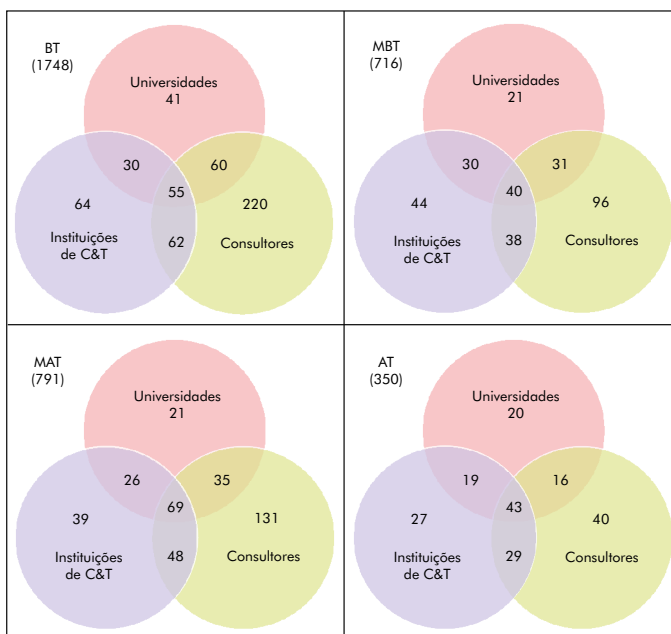 BT
(1748)
Universidades
41
30
60
55
64
220
Instituições
de C&T
62
Consultores
MBT
(716)
Universidades
21
30
31
40
44
96
Instituições
de C&T
38
Consultores
MAT
(791)
Universidades
21
26
35
69
39
131
Instituições
de C&T
48
Consultores
AT
(350)
Universidades
20
19
16
43
27
40
Instituições
de C&T
29
Consultores